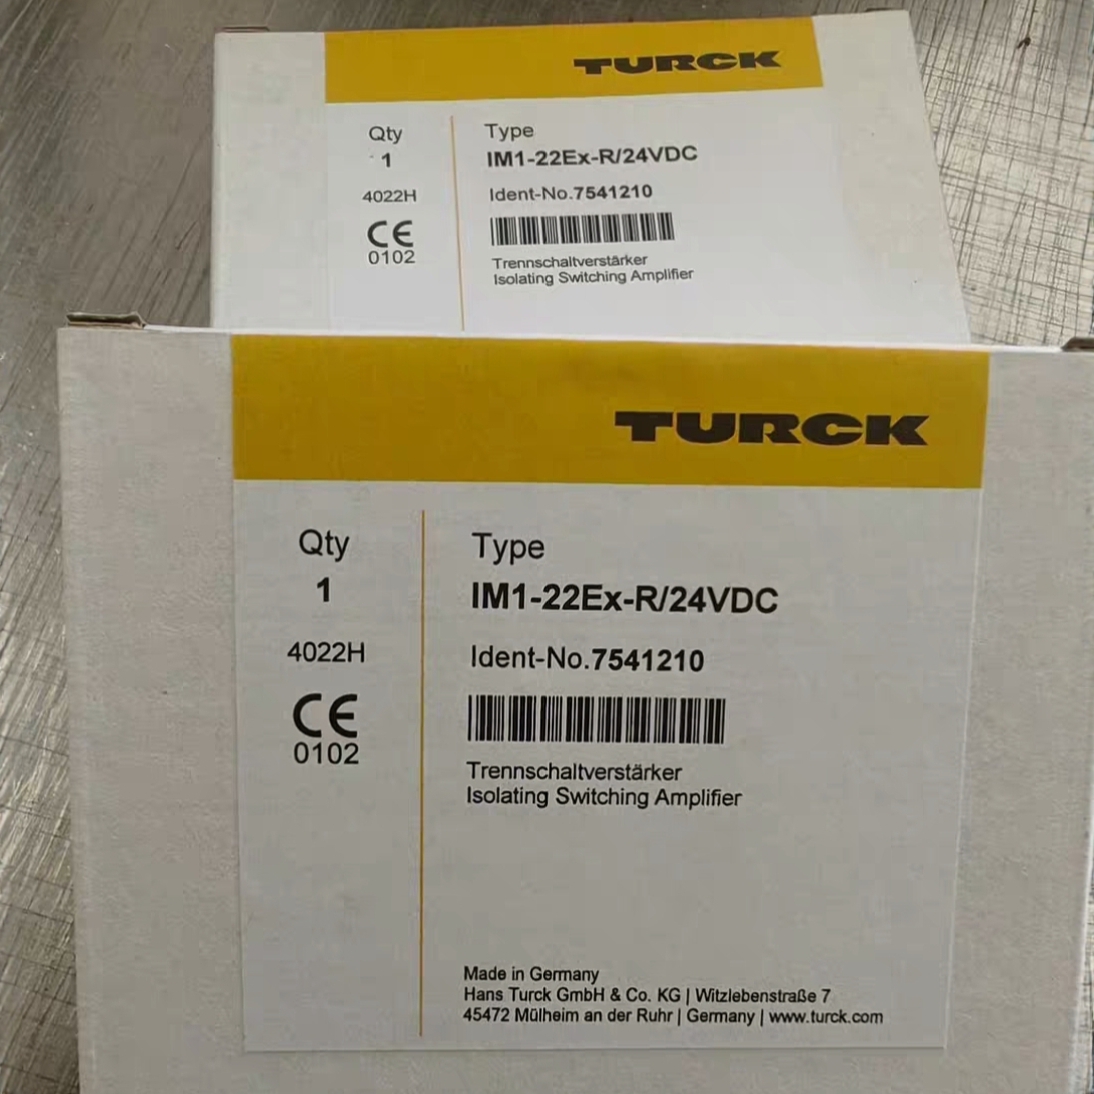 TURCK
Qty
1
4022H
CE
0102
Type
IM1-22Ex-R/24VDC
Ident-No.7541210
Trennschaltverstärker
Isolating Switching Amplifier
TURCK
Qty
1
4022H
CE
0102
Type
IM1-22Ex-R/24VDC
Ident-No.7541210
Trennschaltverstärker
Isolating Switching Amplifier
Made in Germany
Hans Turck GmbH & Co. KG | Witzlebenstraße 7
45472 Mülheim an der Ruhr | Germany | www.turck.com